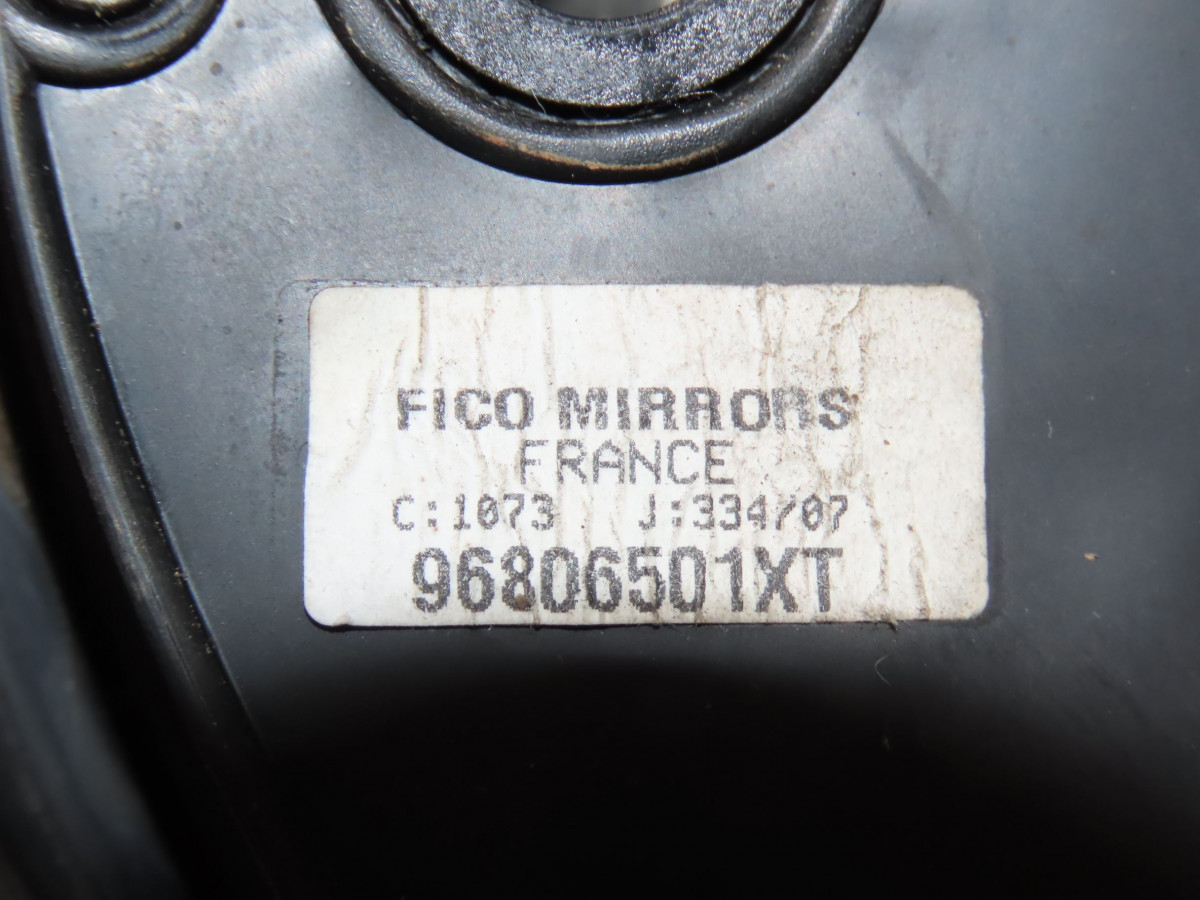 FICO MIRRORS
FRANCE
C:1073 J:334/07
96806501XT